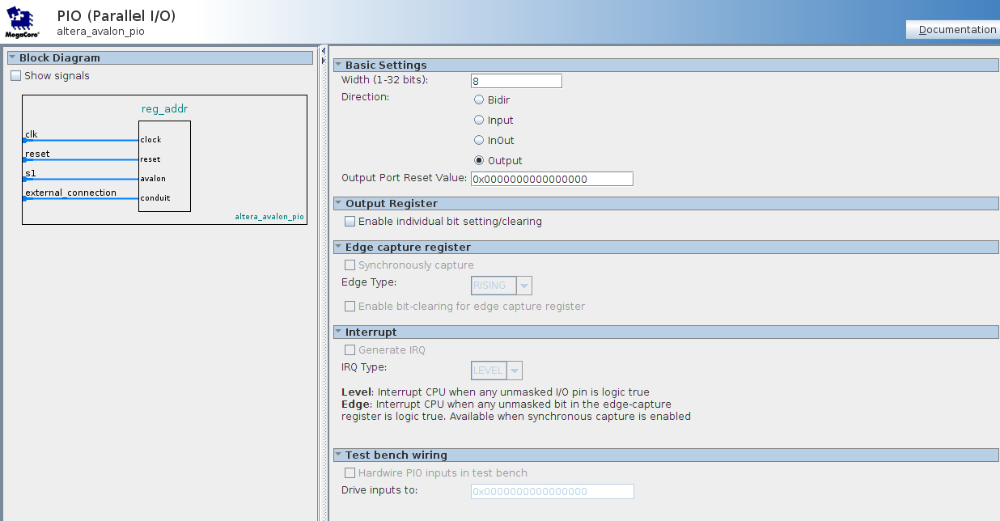 MegaCore®
PIO (Parallel I/O)
altera_avalon_pio
Documentation
Block Diagram
Show signals
reg_addr
clk
clock
reset
reset
s1
avalon
external_connection
conduit
altera_avalon_pio
Basic Settings
Width (1-32 bits): 8
Direction:
Bidir
Input
InOut
Output
Output Port Reset Value: 0x0000000000000000
Output Register
Enable individual bit setting/clearing
Edge capture register
Synchronously capture
Edge Type: RISING
Enable bit-clearing for edge capture register
Interrupt
Generate IRQ
IRQ Type: LEVEL
Level: Interrupt CPU when any unmasked I/O pin is logic true
Edge: Interrupt CPU when any unmasked bit in the edge-capture
register is logic true. Available when synchronous capture is enabled
Test bench wiring
Hardwire PIO inputs in test bench
Drive inputs to: 0x0000000000000000